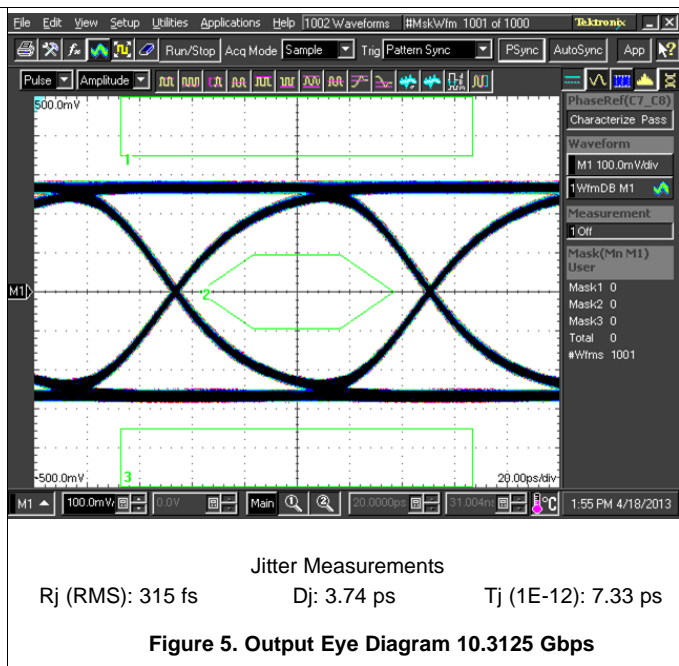 File Edit View Setup Utilities Applications Help 1002 Waveforms #MskWfm 1001 of 1000 Tektronix
Run/Stop Acq Mode Sample Trig Pattern Sync PSync AutoSync App
Pulse Amplitude
500.0mV
PhaseRef(C7_C8)
Characterize Pass
Waveform
M1 100.0mV/div
1WfmDB M1
Measurement
1 Off
Mask(Mn M1)
User
Mask1 0
Mask2 0
Mask3 0
Total 0
#Wfms 1001
1
M1
2
3
-500.0mV
20.00ps/div
M1 100.0mV/ 0.0V Main 1 2 20.0000ps 31.004ns °C 1:55 PM 4/18/2013
Jitter Measurements
Rj (RMS): 315 fs Dj: 3.74 ps Tj (1E-12): 7.33 ps
Figure 5. Output Eye Diagram 10.3125 Gbps